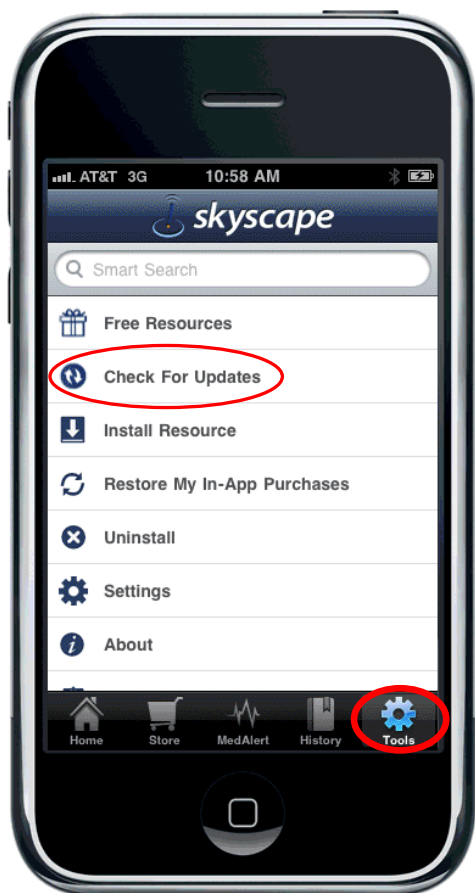 AT&T 3G 10:58 AM
skyscape
Smart Search
Free Resources
Check For Updates
Install Resource
Restore My In-App Purchases
Uninstall
Settings
About
Home Store MedAlert History Tools